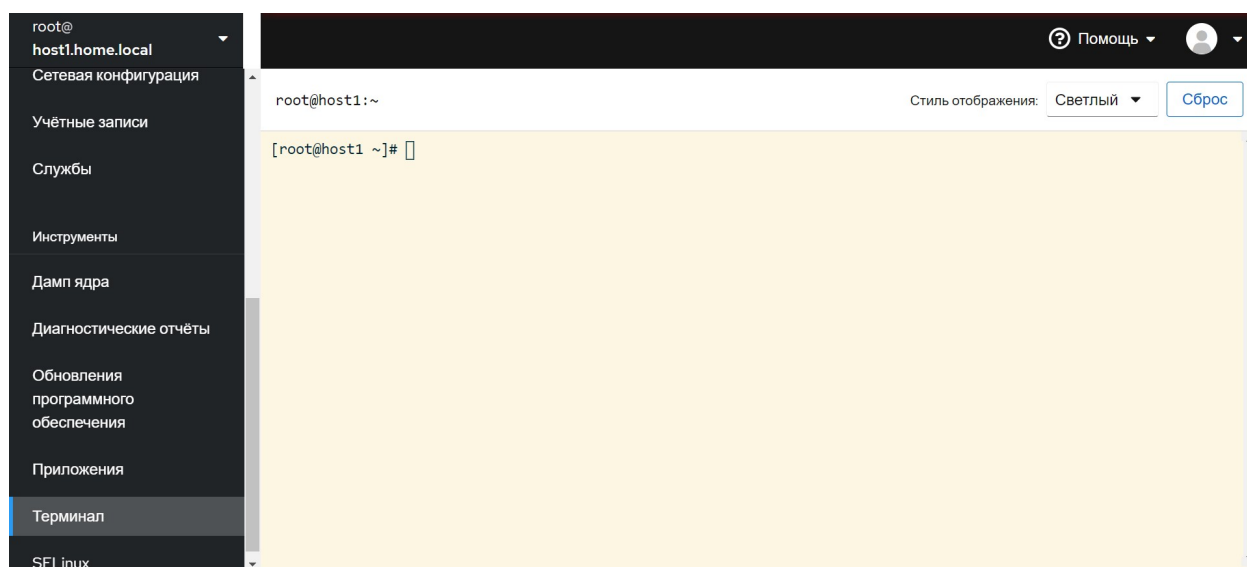 root@
host1.home.local
Помощь
Сетевая конфигурация
Учётные записи
Службы
Инструменты
Дамп ядра
Диагностические отчёты
Обновления
программного
обеспечения
Приложения
Терминал
SELinux
root@host1:~
Стиль отображения: Светлый
Сброс
[root@host1 ~]#